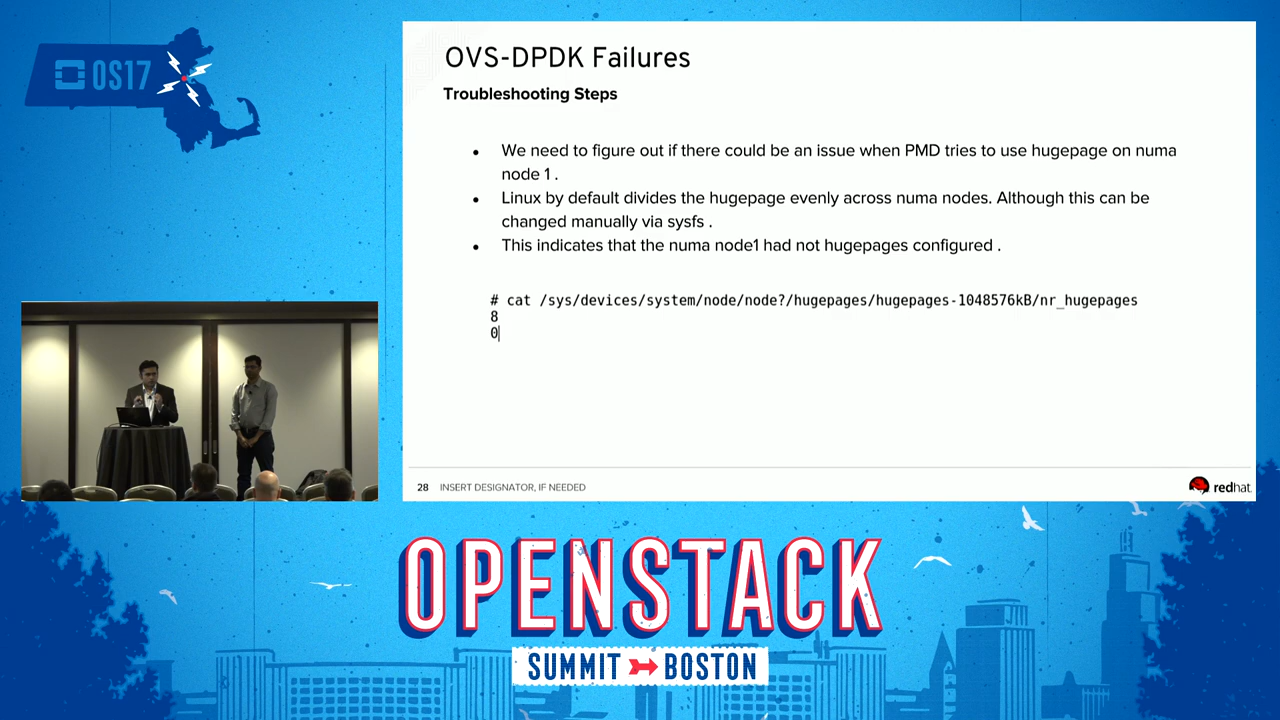 OS17
OVS-DPDK Failures
Troubleshooting Steps
We need to figure out if there could be an issue when PMD tries to use hugepage on numa
node 1 .
Linux by default divides the hugepage evenly across numa nodes. Although this can be
changed manually via sysfs .
This indicates that the numa node1 had not hugepages configured .
# cat /sys/devices/system/node/node?/hugepages/hugepages-1048576kB/nr_hugepages
8
0
28 INSERT DESIGNATOR, IF NEEDED
redhat.
OPENSTACK
SUMMIT BOSTON